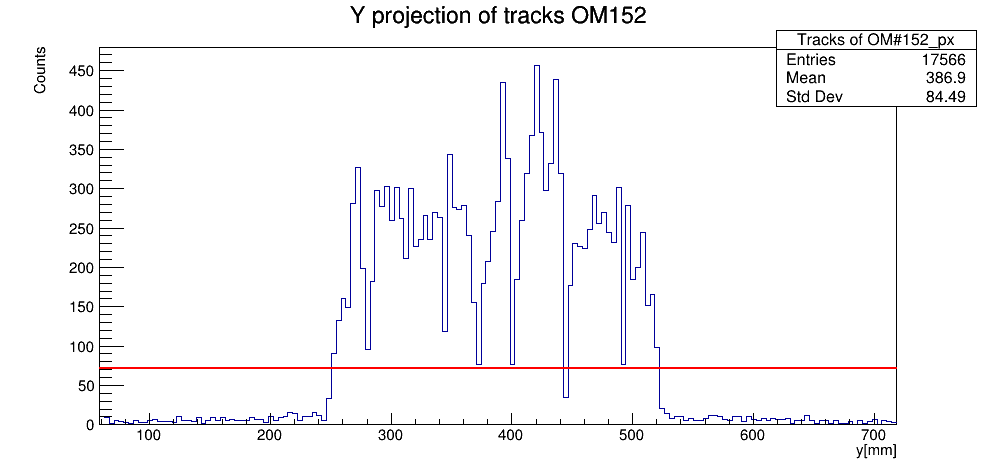 Y projection of tracks OM152
Tracks of OM#152_px
Entries 17566
Mean 386.9
Std Dev 84.49
Counts
450
400
350
300
250
200
150
100
50
0
100 200 300 400 500 600 700
y[mm]